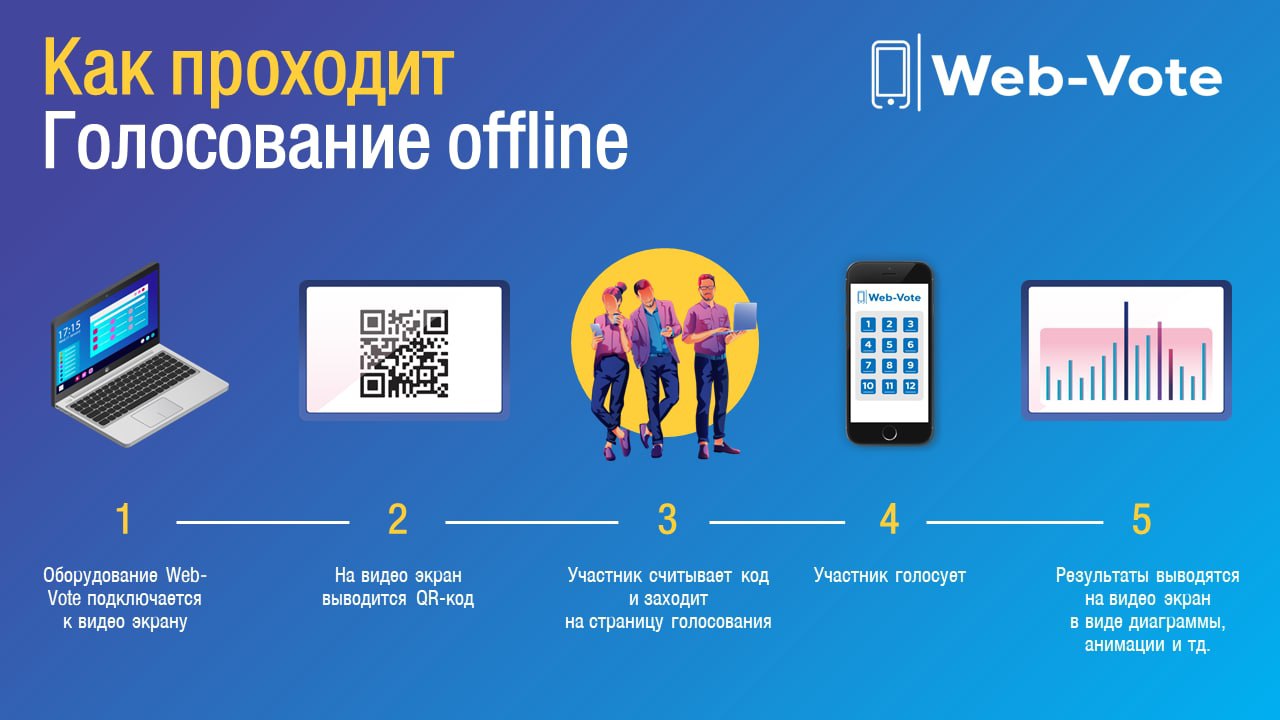 Как проходит
Голосование offline
Web-Vote
17:15
Web-Vote
1 2 3
4 5 6
7 8 9
10 11 12
1
2
3
4
5
Оборудование Web-
Vote подключается
к видео экрану
На видео экран
выводится QR-код
Участник считывает код
и заходит
на страницу голосования
Участник голосует
Результаты выводятся
на видео экран
в виде диаграммы,
анимации и тд.